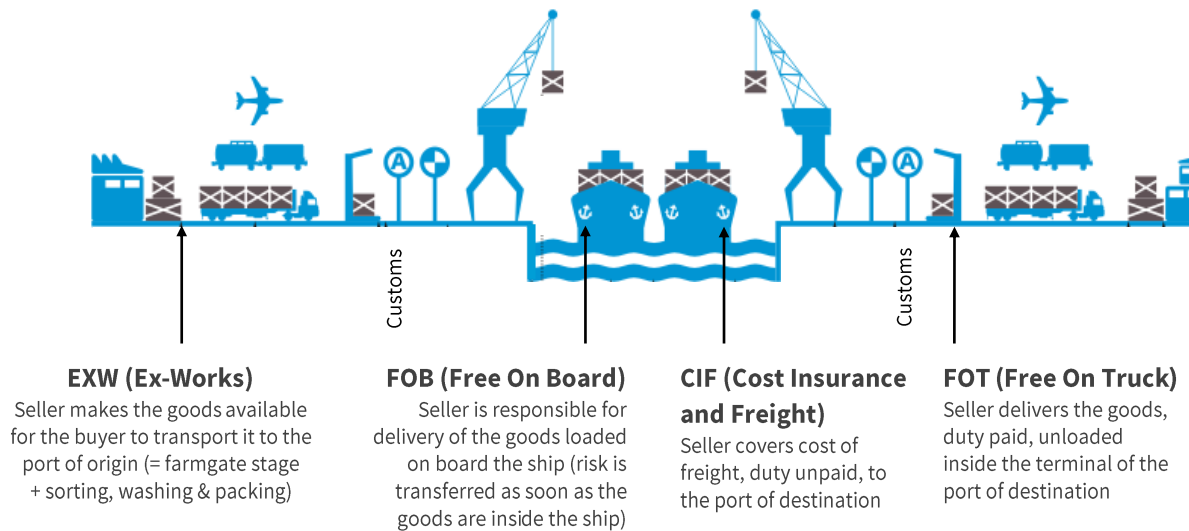 A
A
Customs
Customs
EXW (Ex-Works)
Seller makes the goods available
for the buyer to transport it to the
port of origin (= farmgate stage
+ sorting, washing & packing)
FOB (Free On Board)
Seller is responsible for
delivery of the goods loaded
on board the ship (risk is
transferred as soon as the
goods are inside the ship)
CIF (Cost Insurance
and Freight)
Seller covers cost of
freight, duty unpaid, to
the port of destination
FOT (Free On Truck)
Seller delivers the goods,
duty paid, unloaded
inside the terminal of the
port of destination